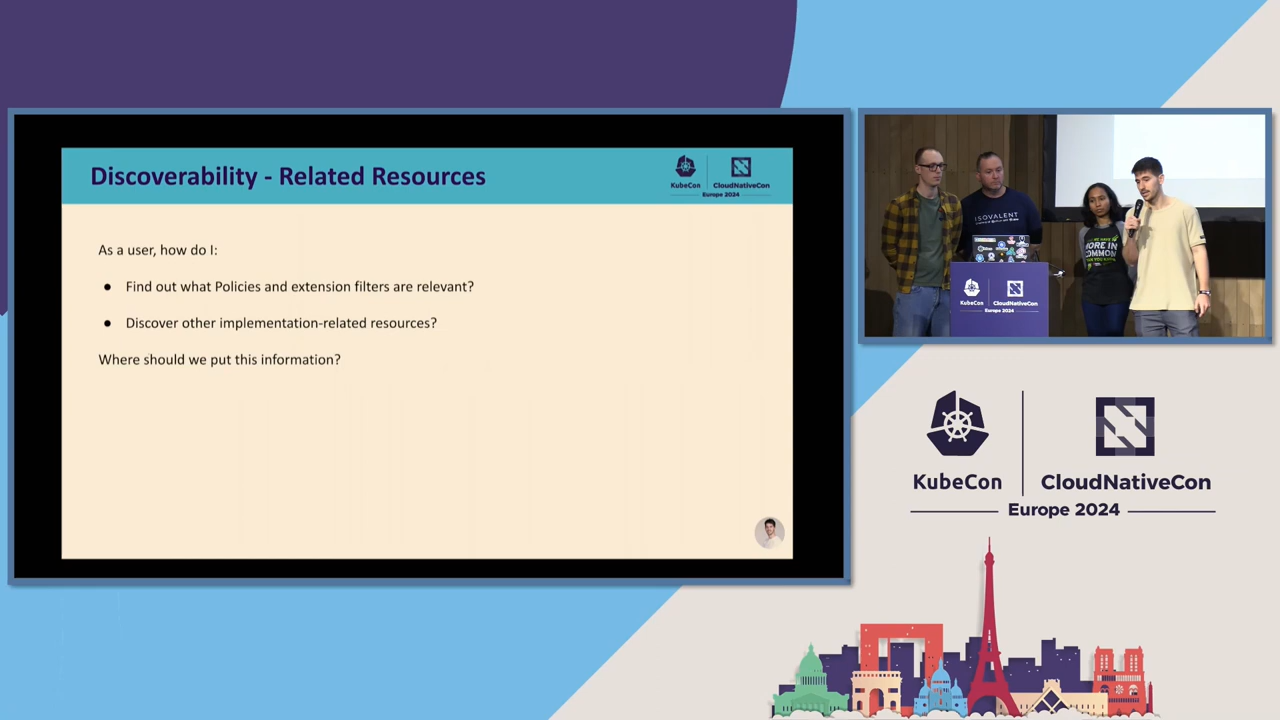 Discoverability - Related Resources
KubeCon
CloudNativeCon
Europe 2024
As a user, how do I:
● Find out what Policies and extension filters are relevant?
● Discover other implementation-related resources?
Where should we put this information?
ISOVALENT
MORE IN
COMMON
KubeCon
CloudNativeCon
Europe 2024
KubeCon
CloudNativeCon
Europe 2024